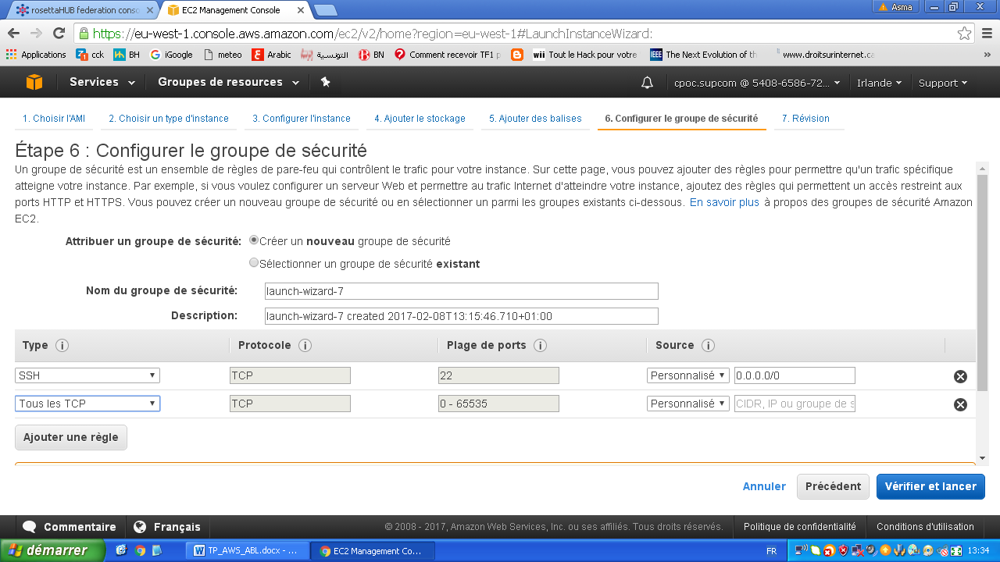 rosettaHUB federation conso
EC2 Management Console
Asma
https://eu-west-1.console.aws.amazon.com/ec2/v2/home?region=eu-west-1#LaunchInstanceWizard:
Applications cck BH iGoogle meteo Arabic التونسية BN Comment recevoir TF1 p Tout le Hack pour votre The Next Evolution of th www.droitsurinternet.ca »
Services Groupes de resources cpoc.supcom @ 5408-6586-72... Irlande Support
1. Choisir l'AMI 2. Choisir un type d'instance 3. Configurer l'instance 4. Ajouter le stockage 5. Ajouter des balises 6. Configurer le groupe de sécurité 7. Révision
Étape 6 : Configurer le groupe de sécurité
Un groupe de sécurité est un ensemble de règles de pare-feu qui contrôlent le trafic pour votre instance. Sur cette page, vous pouvez ajouter des règles pour permettre qu'un trafic spécifique
atteigne votre instance. Par exemple, si vous voulez configurer un serveur Web et permettre au trafic Internet d'atteindre votre instance, ajoutez des règles qui permettent un accès restreint aux
ports HTTP et HTTPS. Vous pouvez créer un nouveau groupe de sécurité ou en sélectionner un parmi les groupes existants ci-dessous. En savoir plus à propos des groupes de sécurité Amazon
EC2.
Attribuer un groupe de sécurité: Créer un nouveau groupe de sécurité
Sélectionner un groupe de sécurité existant
Nom du groupe de sécurité: launch-wizard-7
Description: launch-wizard-7 created 2017-02-08T13:15:46.710+01:00
Type Protocole Plage de ports Source
SSH TCP 22 Personnalisé 0.0.0.0/0
Tous les TCP TCP 0 - 65535 Personnalisé CIDR, IP ou groupe de s
Ajouter une règle
Annuler Précédent Vérifier et lancer
Commentaire Français © 2008 - 2017, Amazon Web Services, Inc. ou ses affiliés. Tous droits réservés. Politique de confidentialité Conditions d'utilisation
démarrer TP_AWS_ABL.docx - ... EC2 Management Co... FR 13:34